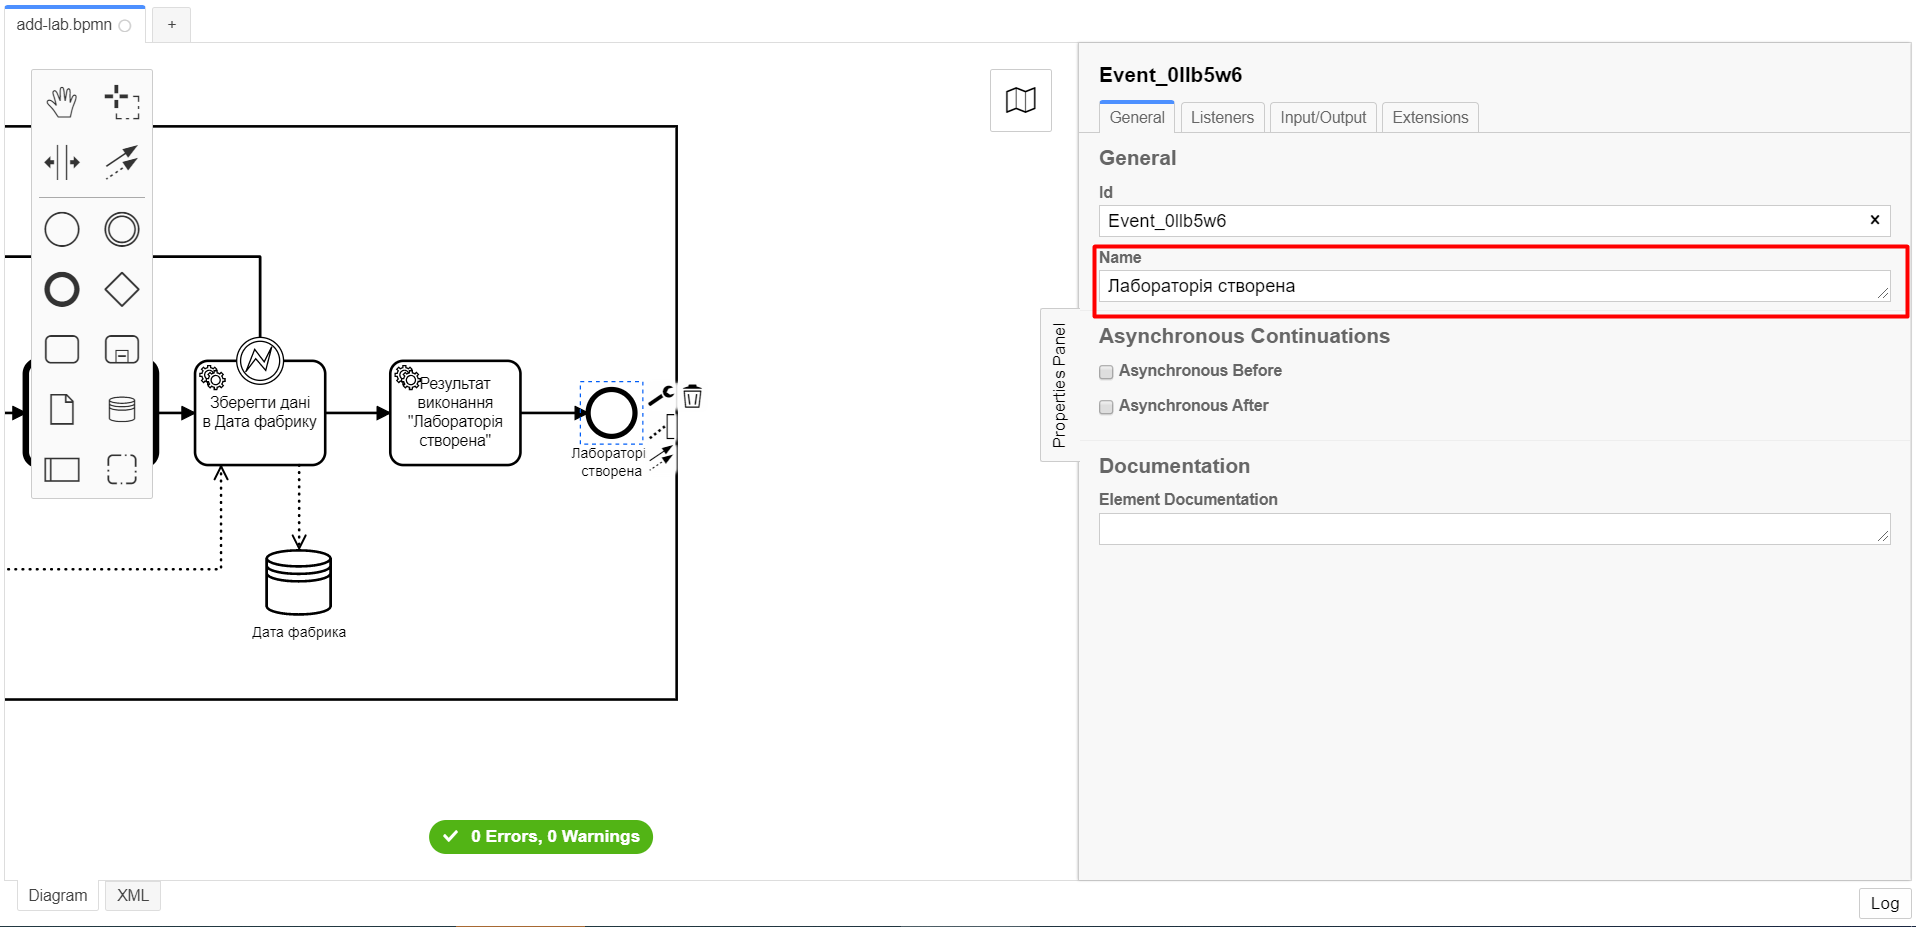 add-lab.bpmn
+
Event_0llb5w6
General
Listeners
Input/Output
Extensions
General
Id
Event_0llb5w6
Name
Лабораторія створена
Properties Panel
Asynchronous Continuations
Asynchronous Before
Asynchronous After
Documentation
Element Documentation
Зберегти дані
в Дата фабрику
Результат
виконання
"Лабораторія
створена"
Лабораторі
створена
Дата фабрика
0 Errors, 0 Warnings
Diagram
XML
Log